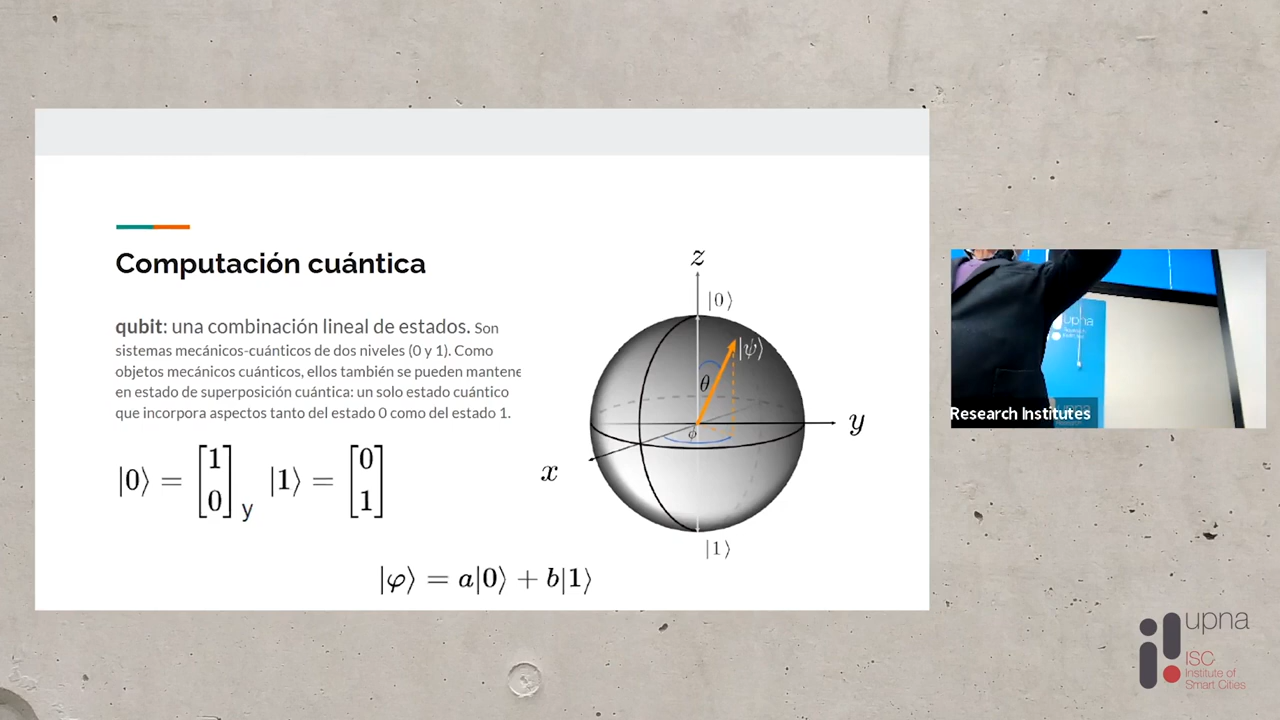 Computación cuántica
qubit: una combinación lineal de estados. Son
sistemas mecánicos-cuánticos de dos niveles (0 y 1). Como
objetos mecánicos cuánticos, ellos también se pueden mantene
en estado de superposición cuántica: un solo estado cuántico
que incorpora aspectos tanto del estado 0 como del estado 1.
|0⟩ = [1 0] y |1⟩ = [0 1]
|φ⟩ = a|0⟩ + b|1⟩
z
|0⟩
|ψ⟩
θ
ϕ
y
x
|1⟩
upna
Research Institutes
upna
ISC
Institute of
Smart Cities